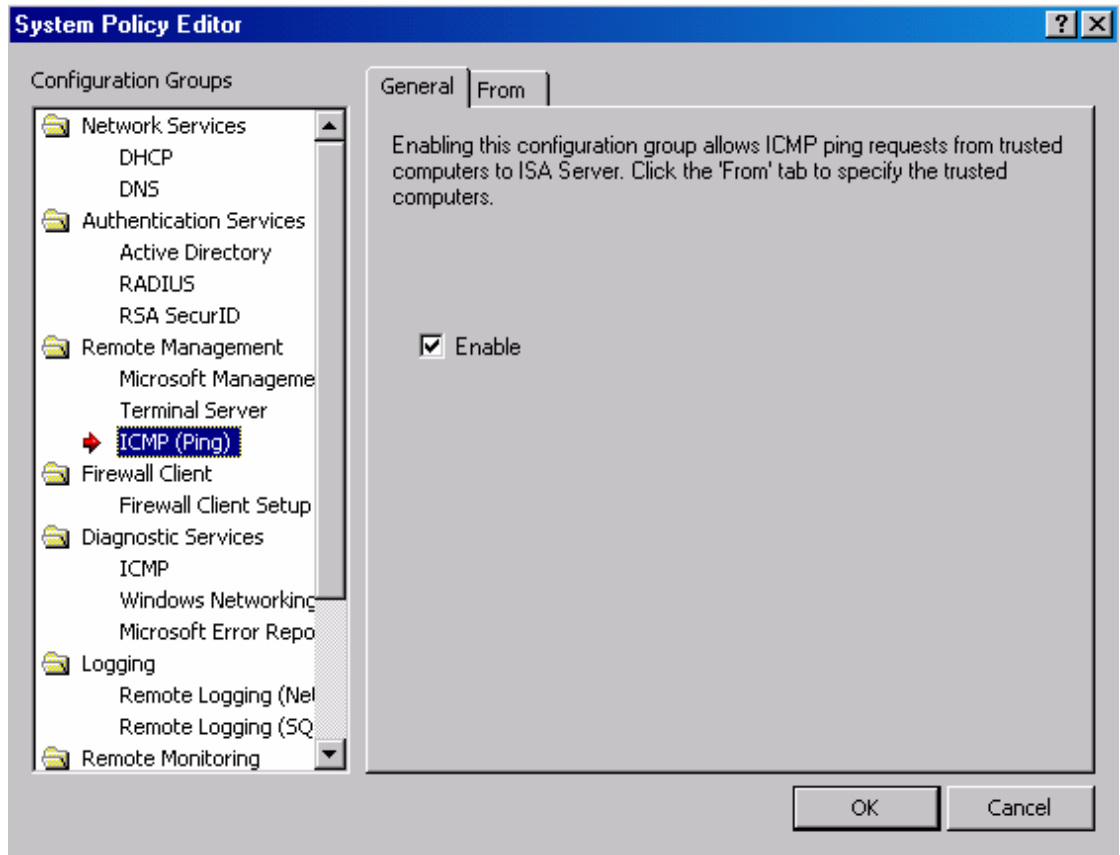 System Policy Editor
Configuration Groups
Network Services
DHCP
DNS
Authentication Services
Active Directory
RADIUS
RSA SecurID
Remote Management
Microsoft Manageme
Terminal Server
ICMP (Ping)
Firewall Client
Firewall Client Setup
Diagnostic Services
ICMP
Windows Networking
Microsoft Error Repo
Logging
Remote Logging (Net
Remote Logging (SQ
Remote Monitoring
General
From
Enabling this configuration group allows ICMP ping requests from trusted
computers to ISA Server. Click the 'From' tab to specify the trusted
computers.
Enable
OK
Cancel